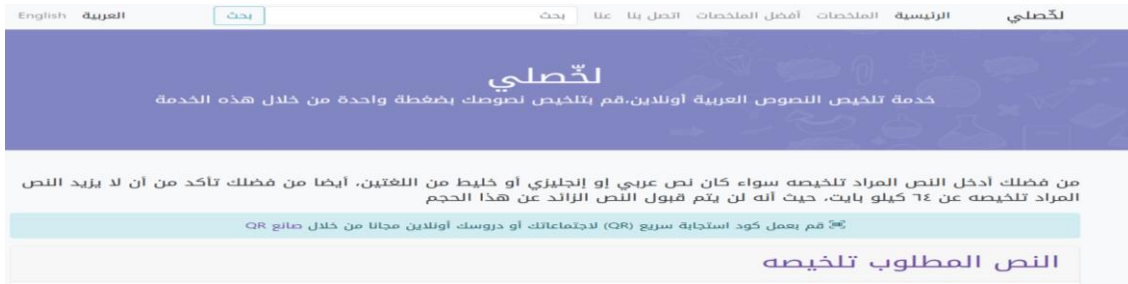 لخّصلي الرئيسية الملخصات أفضل الملخصات اتصل بنا عنا بحث بحث العربية English
لخّصلي
خدمة تلخيص النصوص العربية أونلاين،قم بتلخيص نصوصك بضغطة واحدة من خلال هذه الخدمة
من فضلك أدخل النص المراد تلخيصه سواء كان نص عربي إو إنجليزي أو خليط من اللغتين، أيضا من فضلك تأكد من أن لا يزيد النص
المراد تلخيصه عن ٦٤ كيلو بايت، حيث أنه لن يتم قبول النص الزائد عن هذا الحجم
قم بعمل كود استجابة سريع (QR) لاجتماعاتك أو دروسك أونلاين مجانا من خلال صانع QR
النص المطلوب تلخيصه